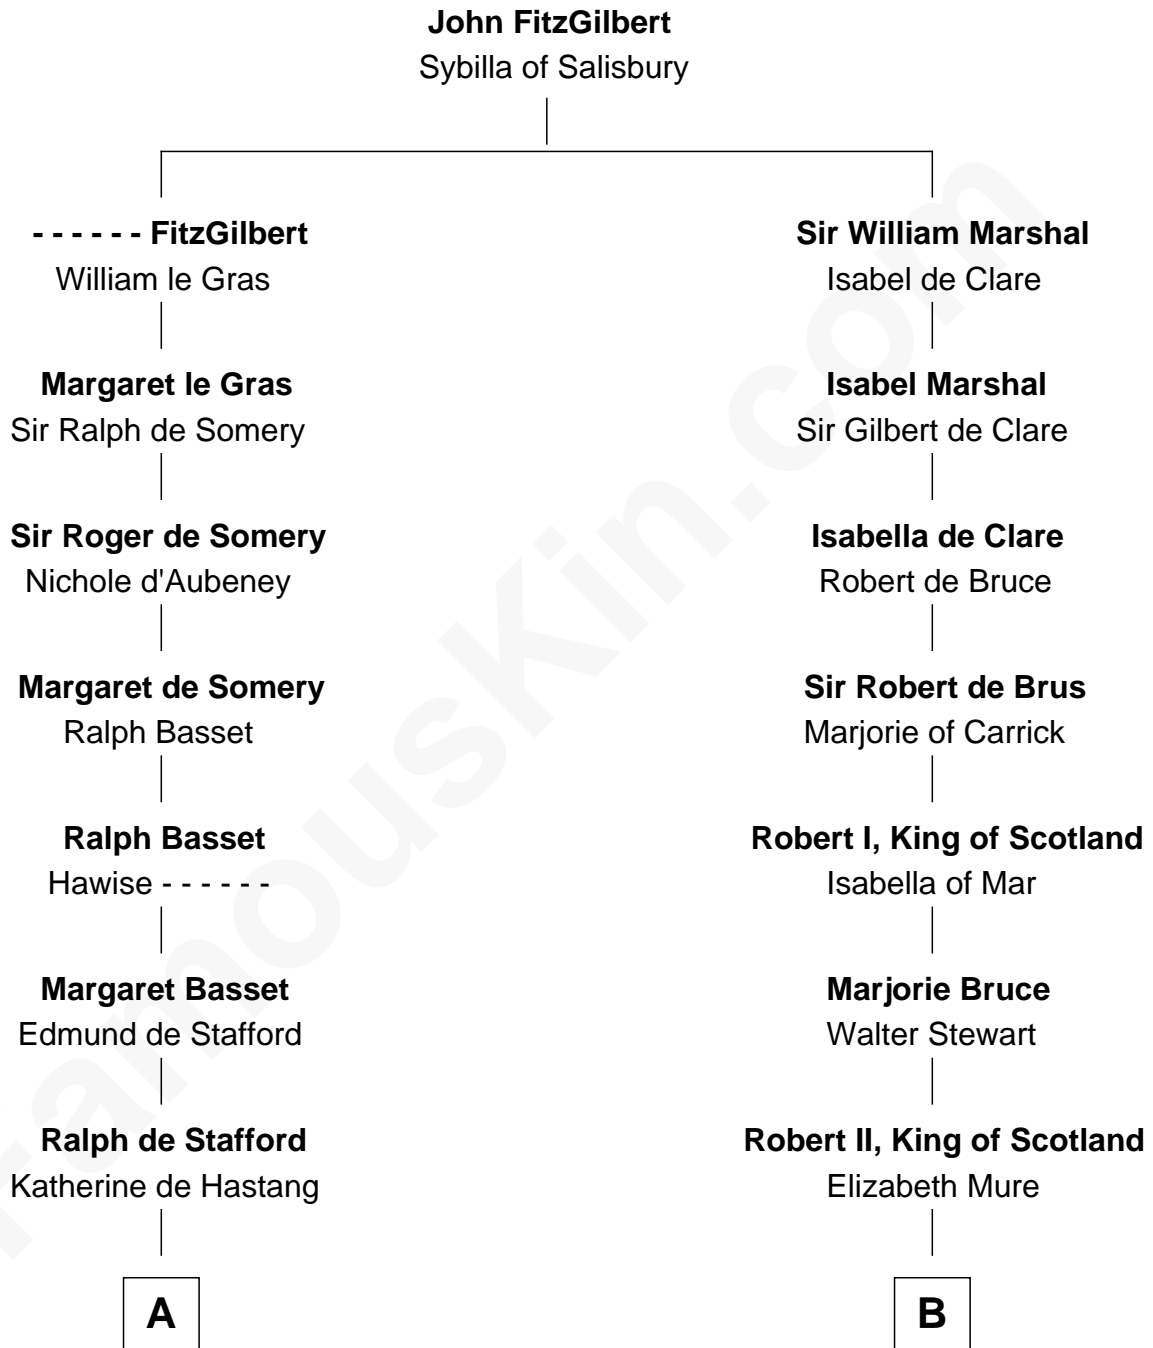 John FitzGilbert
Sybilla of Salisbury
- - - - - - FitzGilbert
William le Gras
Sir William Marshal
Isabel de Clare
Margaret le Gras
Sir Ralph de Somery
Isabel Marshal
Sir Gilbert de Clare
Sir Roger de Somery
Nichole d'Aubeney
Isabella de Clare
Robert de Bruce
Margaret de Somery
Ralph Basset
Sir Robert de Brus
Marjorie of Carrick
Ralph Basset
Hawise - - - - - -
Robert I, King of Scotland
Isabella of Mar
Margaret Basset
Edmund de Stafford
Marjorie Bruce
Walter Stewart
Ralph de Stafford
Katherine de Hastang
Robert II, King of Scotland
Elizabeth Mure
A
B
FamousKin.com